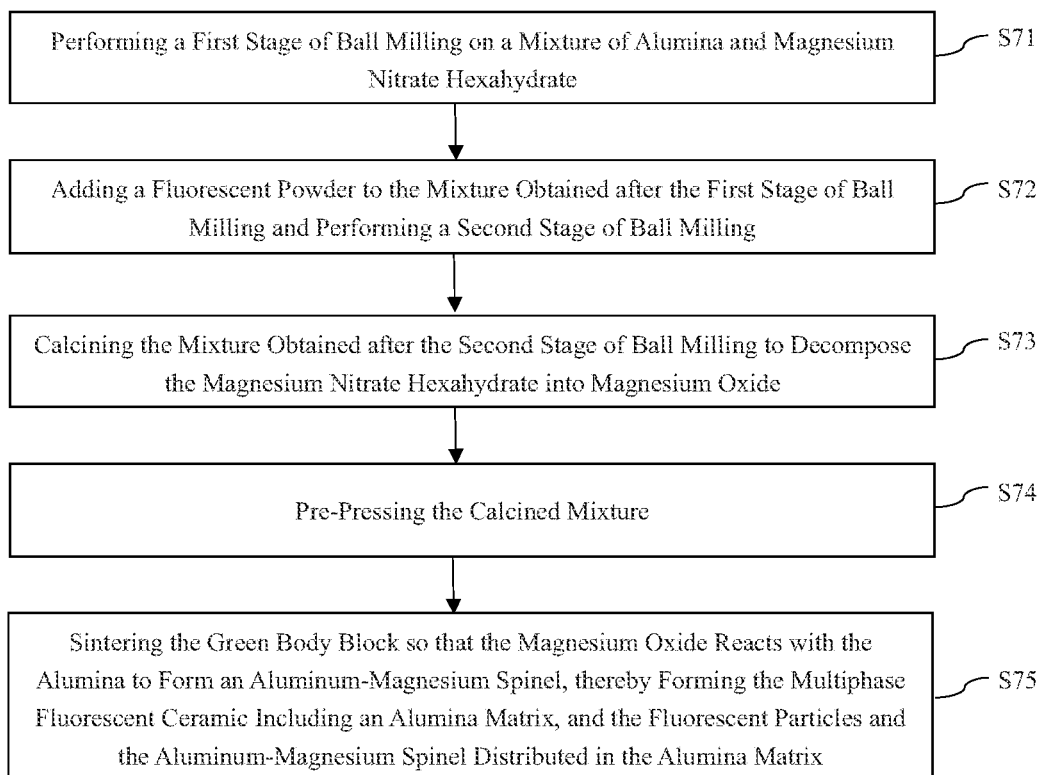 Performing a First Stage of Ball Milling on a Mixture of Alumina and Magnesium
Nitrate Hexahydrate
S71
Adding a Fluorescent Powder to the Mixture Obtained after the First Stage of Ball
Milling and Performing a Second Stage of Ball Milling
S72
Calcining the Mixture Obtained after the Second Stage of Ball Milling to Decompose
the Magnesium Nitrate Hexahydrate into Magnesium Oxide
S73
Pre-Pressing the Calcined Mixture
S74
Sintering the Green Body Block so that the Magnesium Oxide Reacts with the
Alumina to Form an Aluminum-Magnesium Spinel, thereby Forming the Multiphase
Fluorescent Ceramic Including an Alumina Matrix, and the Fluorescent Particles and
the Aluminum-Magnesium Spinel Distributed in the Alumina Matrix
S75